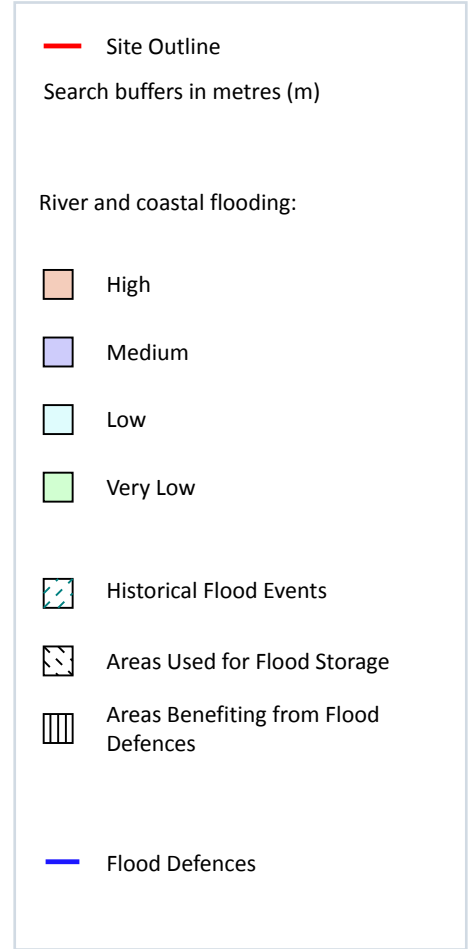 Site Outline
Search buffers in metres (m)
River and coastal flooding:
High
Medium
Low
Very Low
Historical Flood Events
Areas Used for Flood Storage
Areas Benefiting from Flood
Defences
Flood Defences